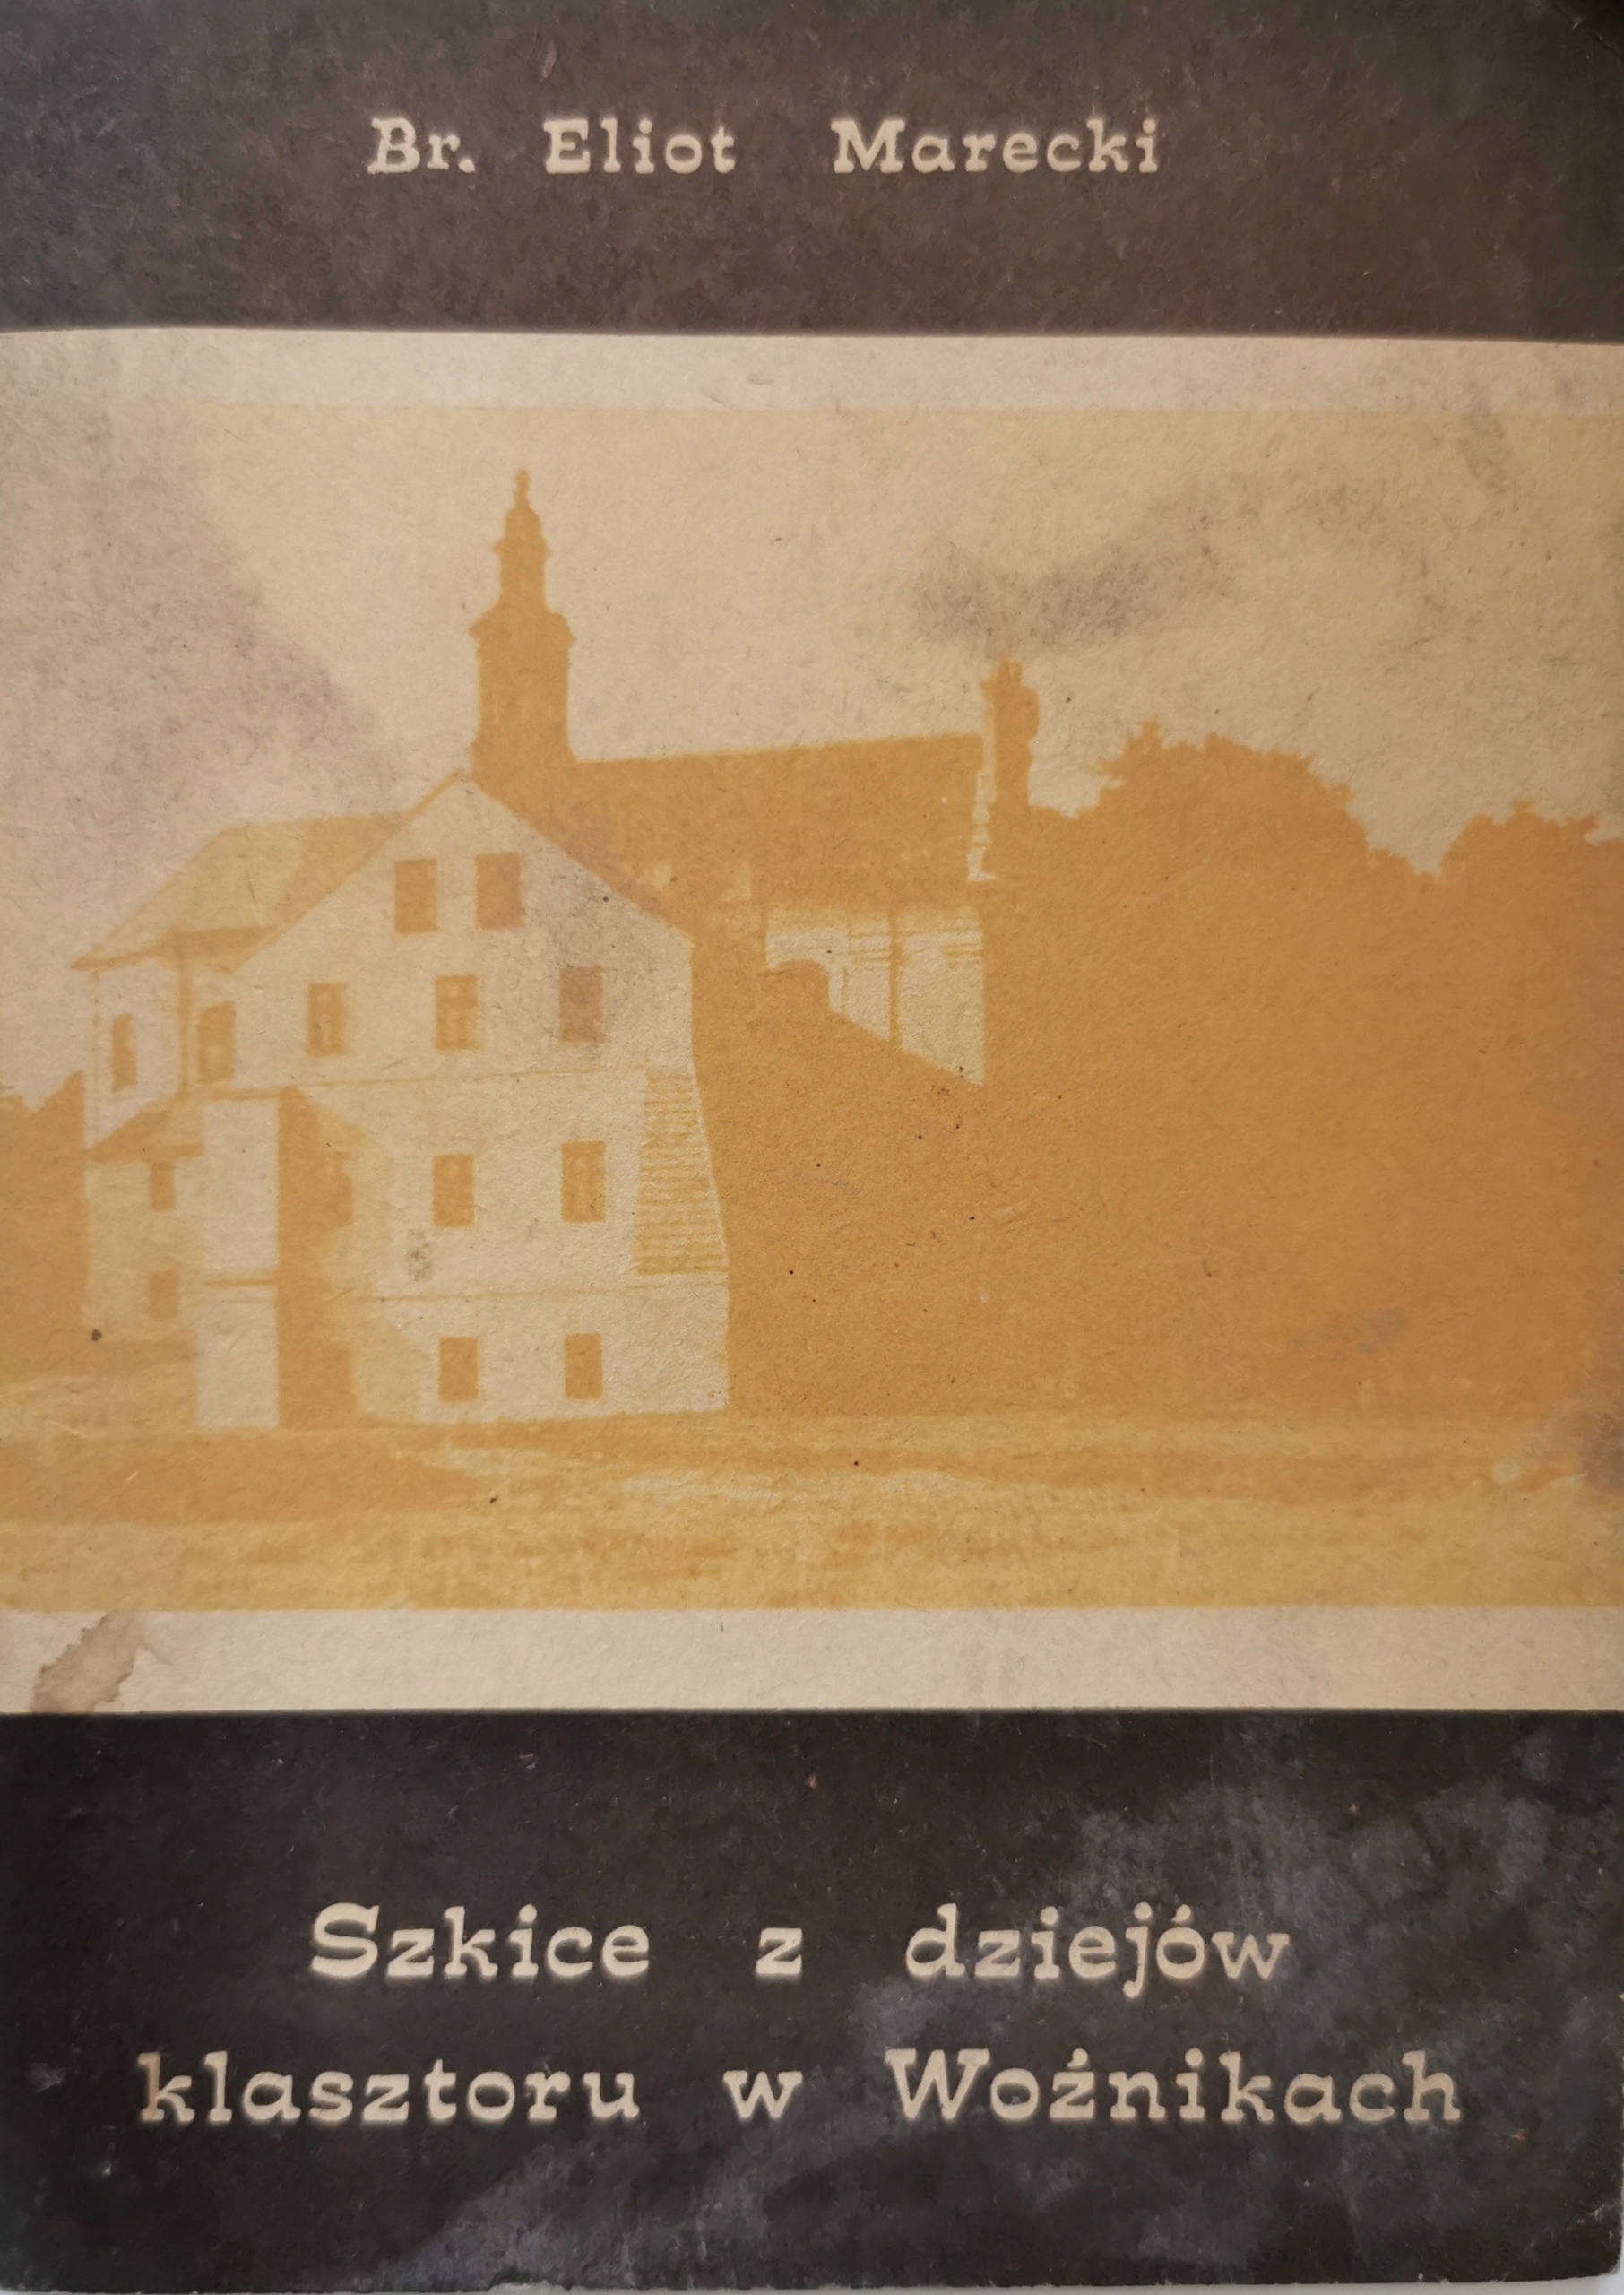 Br. Eliot Marecki
Szkice z dziejów
klasztoru w Woźnikach